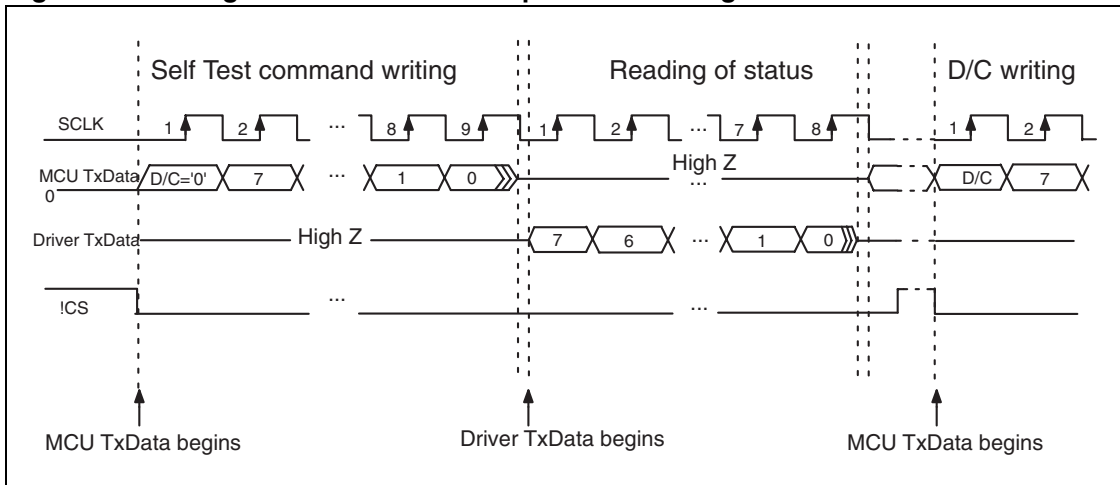 Self Test command writing Reading of status D/C writing
SCLK 1 2 ... 8 9 1 2 ... 7 8 1 2
High Z
MCU TxData D/C='0' 7 ... 1 0 ... D/C 7
0
Driver TxData High Z 7 6 ... 1 0
!CS ... ...
MCU TxData begins Driver TxData begins MCU TxData begins